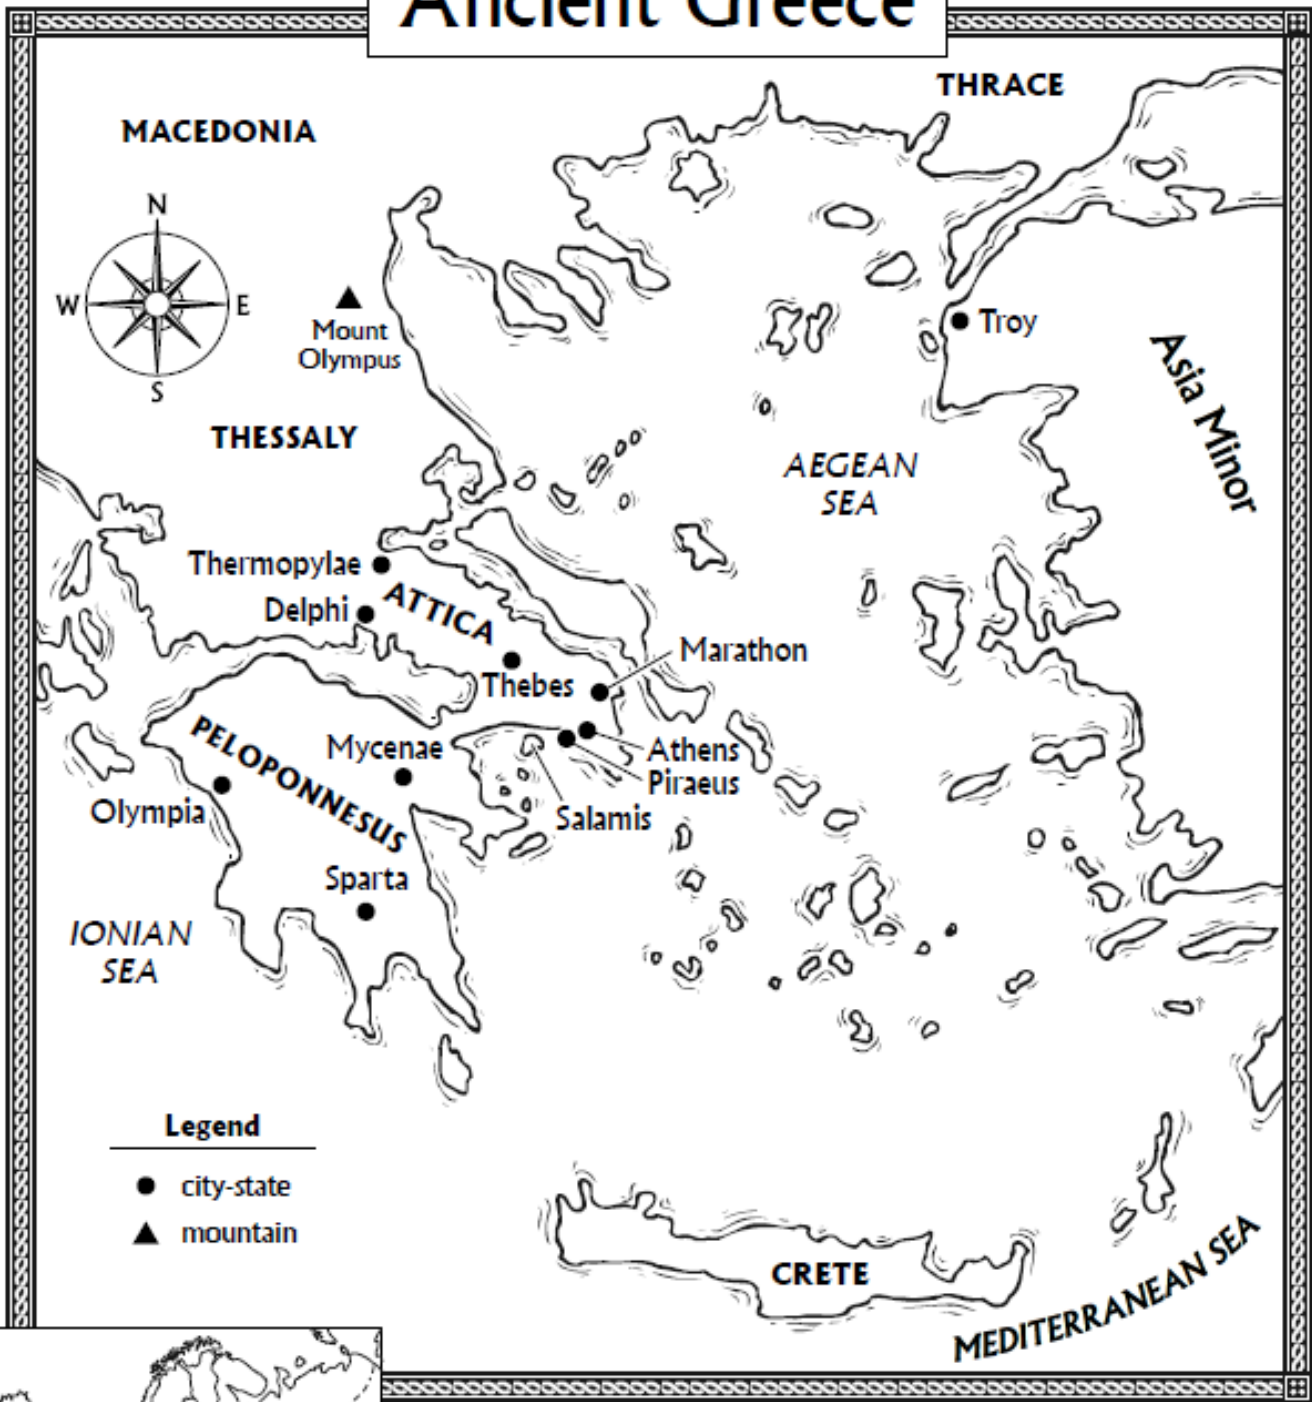 Ancient Greece
THRACE
MACEDONIA
N
W
E
S
Mount
Olympus
Troy
Asia Minor
THESSALY
AEGEAN
SEA
Thermopylae
Delphi
ATTICA
Thebes
Marathon
PELOPONNESUS
Mycenae
Athens
Piraeus
Olympia
Salamis
Sparta
IONIAN
SEA
Legend
city-state
mountain
CRETE
MEDITERRANEAN SEA